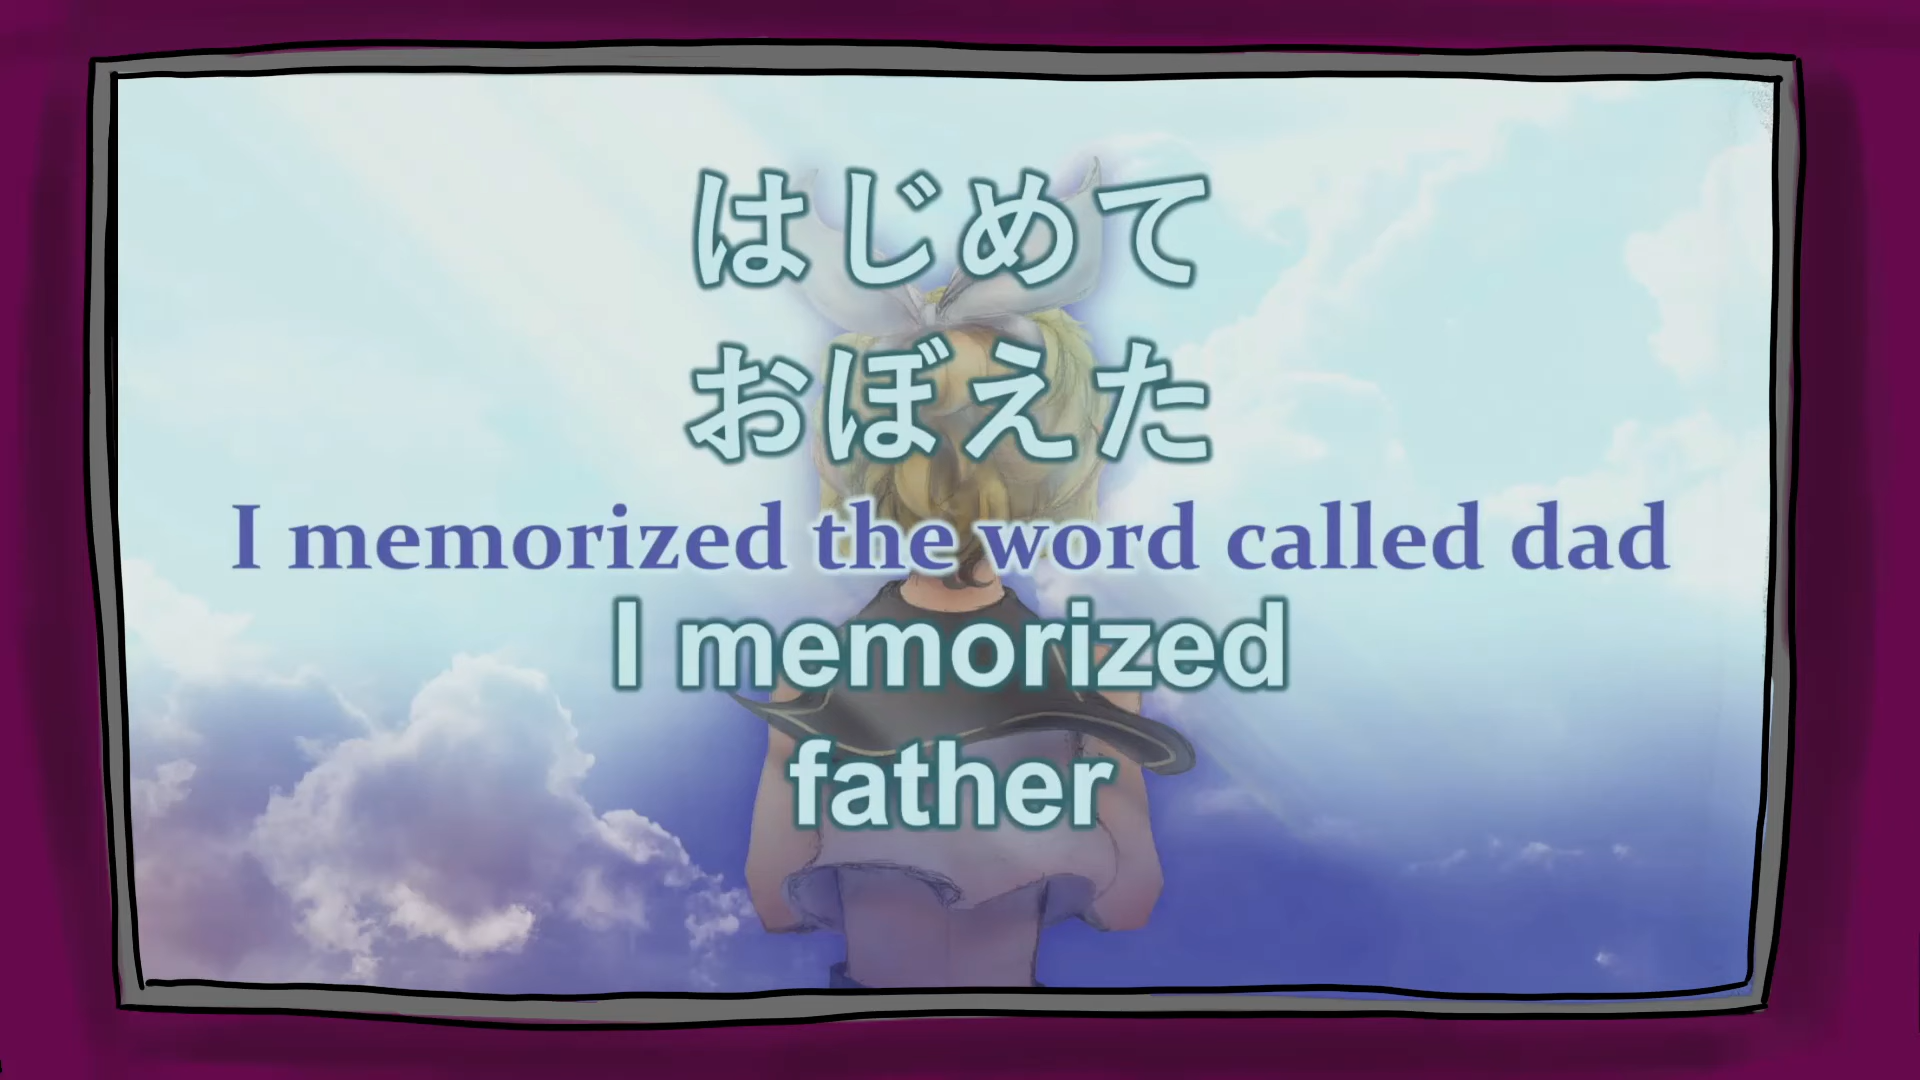 はじめて
おぼえた
I memorized the word called dad
I memorized
father